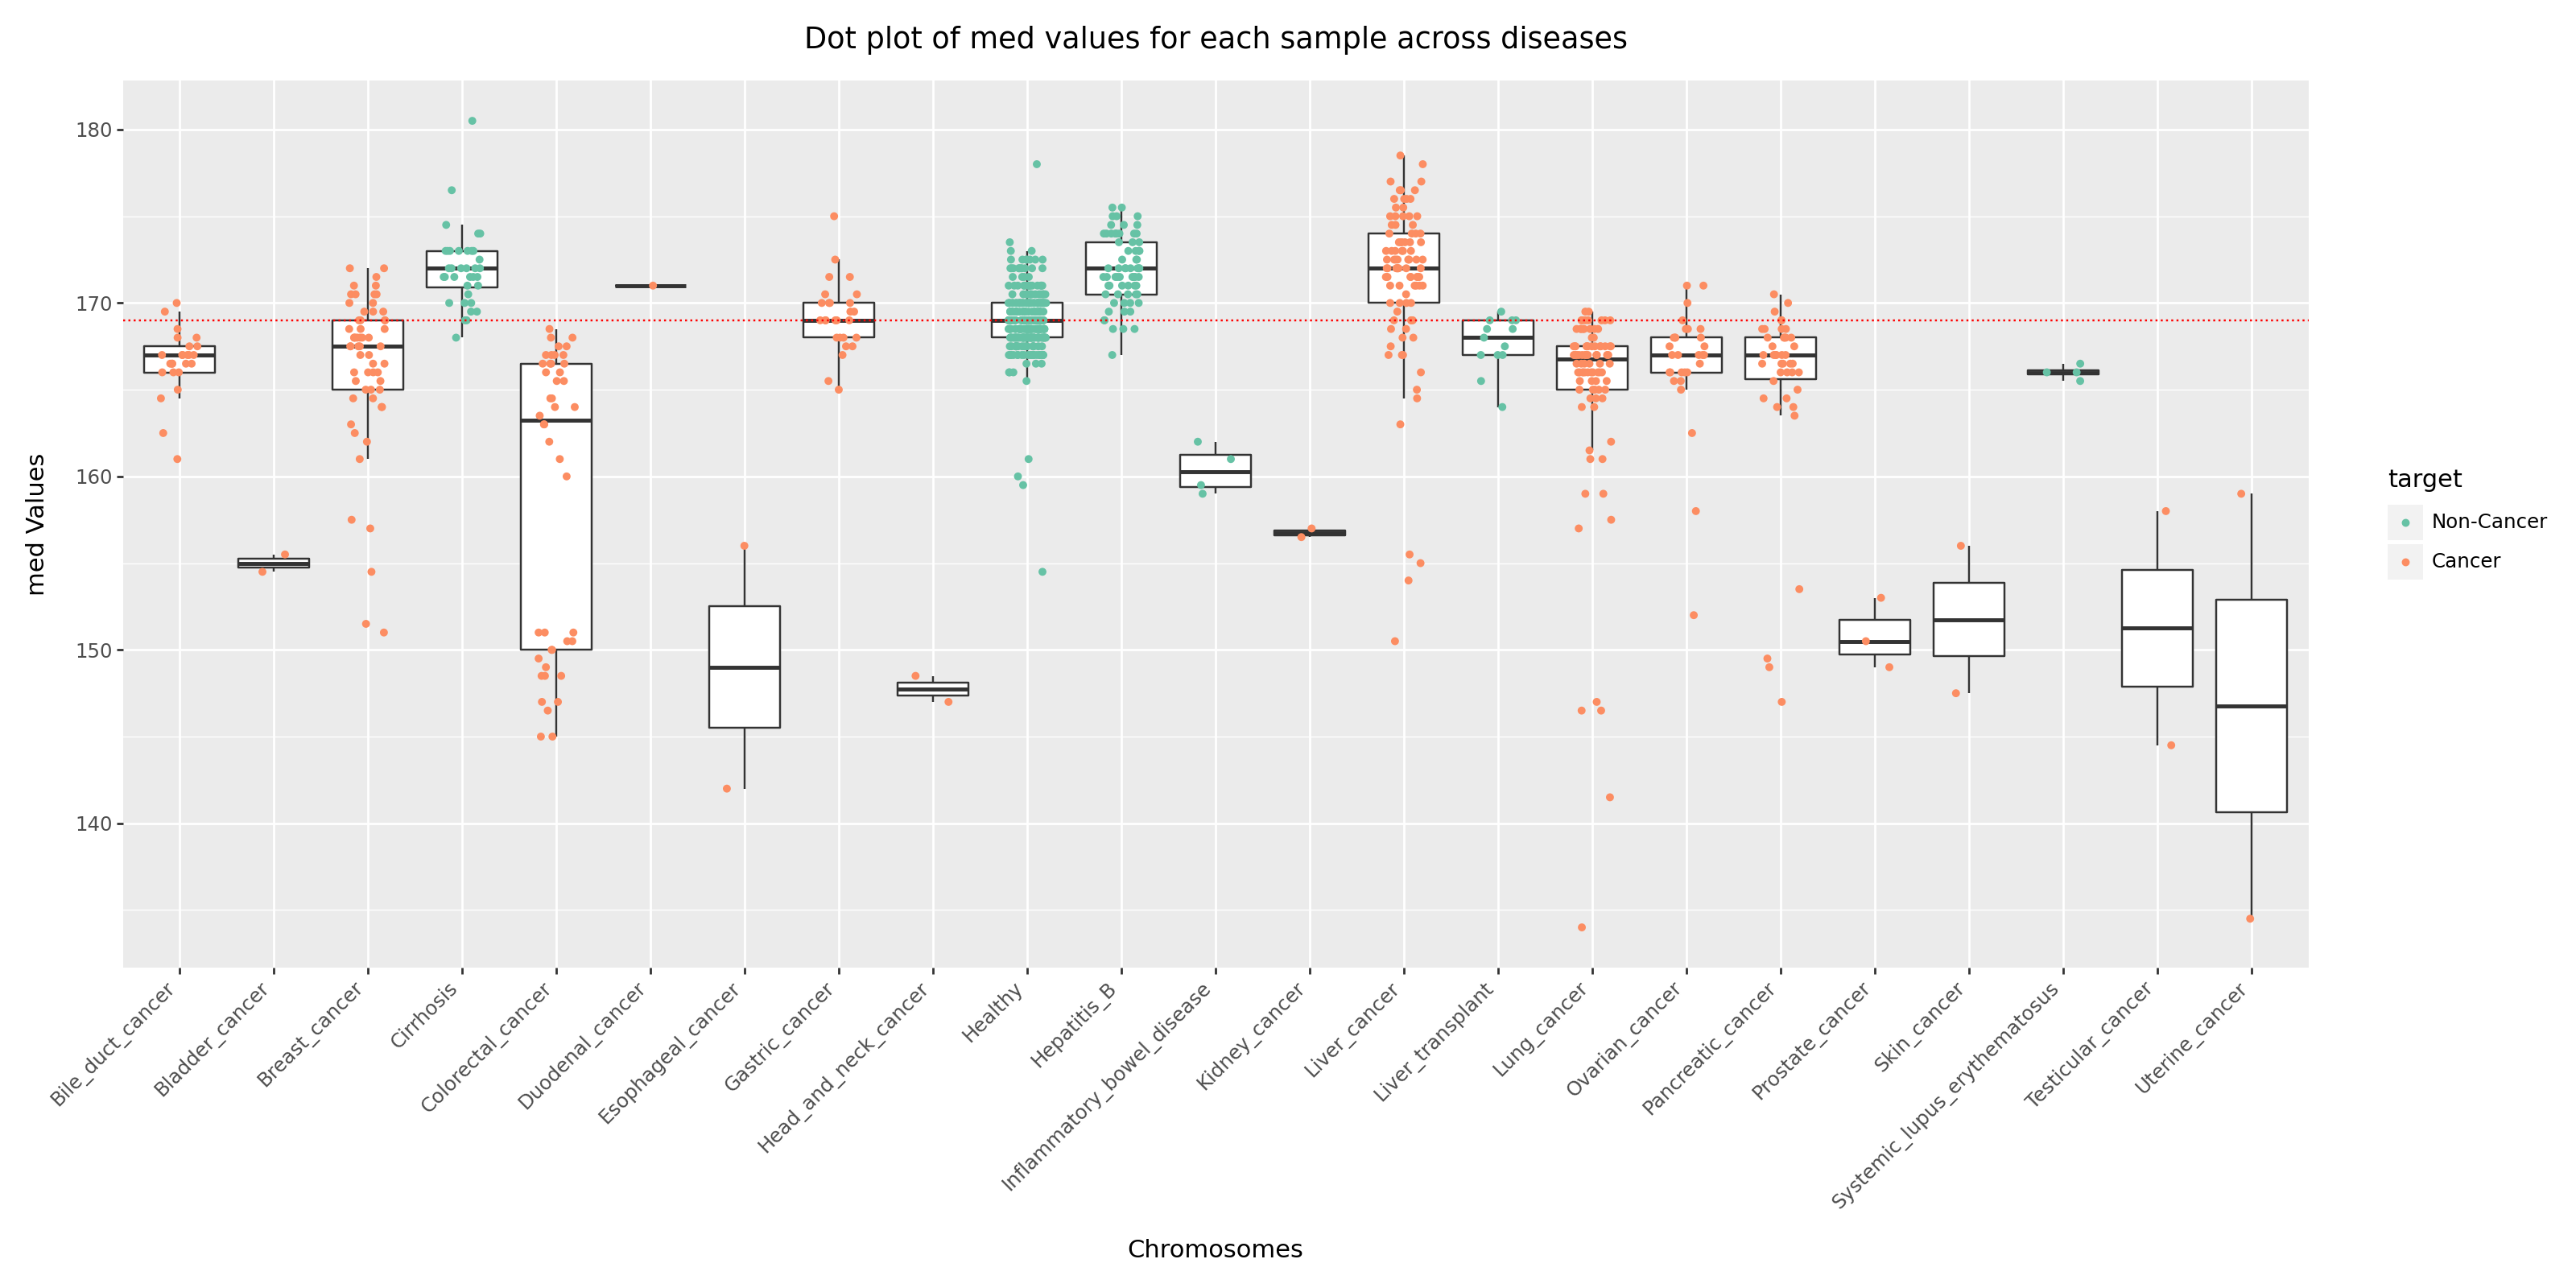 Dot plot of med values for each sample across diseases
med Values
180
170
160
150
140
Bile_duct_cancer
Bladder_cancer
Breast_cancer
Cirrhosis
Colorectal_cancer
Duodenal_cancer
Esophageal_cancer
Gastric_cancer
Head_and_neck_cancer
Healthy
Hepatitis_B
Inflammatory_bowel_disease
Kidney_cancer
Liver_cancer
Liver_transplant
Lung_cancer
Ovarian_cancer
Pancreatic_cancer
Prostate_cancer
Skin_cancer
Systemic_lupus_erythematosus
Testicular_cancer
Uterine_cancer
Chromosomes
target
Non-Cancer
Cancer